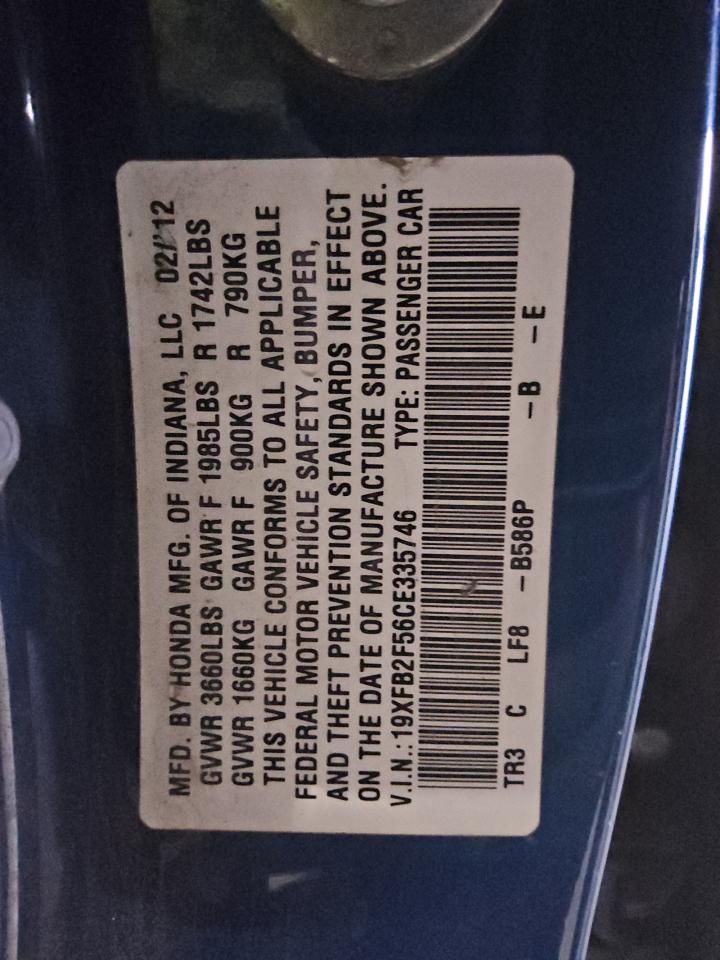 MFD. BY HONDA MFG. OF INDIANA, LLC 02/'12
GVWR 3660LBS GAWR F 1985LBS R 1742LBS
GVWR 1660KG GAWR F 900KG R 790KG
THIS VEHICLE CONFORMS TO ALL APPLICABLE
FEDERAL MOTOR VEHICLE SAFETY, BUMPER,
AND THEFT PREVENTION STANDARDS IN EFFECT
ON THE DATE OF MANUFACTURE SHOWN ABOVE.
V.I.N.: 19XFB2F56CE335746 TYPE: PASSENGER CAR
TR3 C LF8 -B586P -B -E